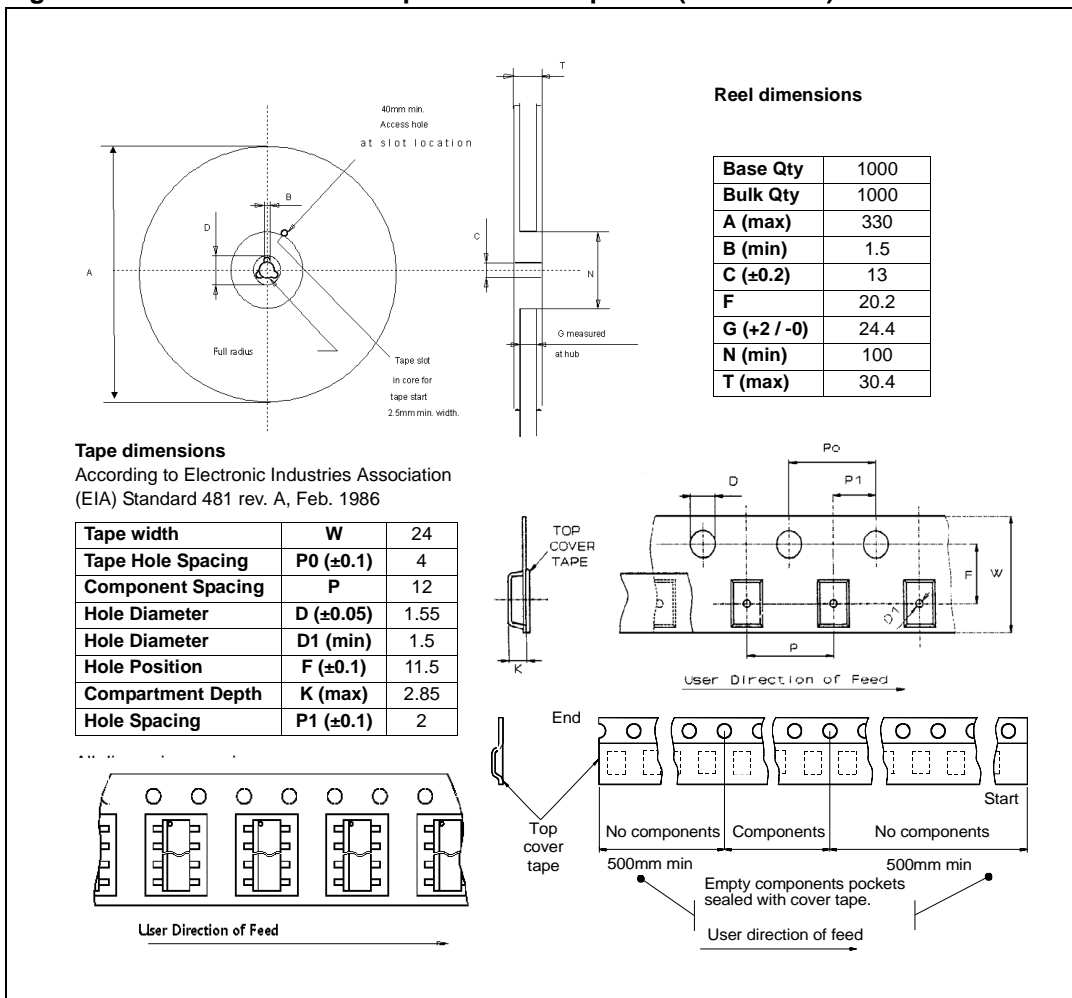 T
40mm min.
Access hole
at slot location
B
D
C
A
N
G measured
at hub
Full radius
Tape slot
in core for
tape start
2.5mm min. width.
Reel dimensions
Base Qty 1000
Bulk Qty 1000
A (max) 330
B (min) 1.5
C (±0.2) 13
F 20.2
G (+2 / -0) 24.4
N (min) 100
T (max) 30.4
Tape dimensions
According to Electronic Industries Association
(EIA) Standard 481 rev. A, Feb. 1986
Tape width W 24
Tape Hole Spacing P0 (±0.1) 4
Component Spacing P 12
Hole Diameter D (±0.05) 1.55
Hole Diameter D1 (min) 1.5
Hole Position F (±0.1) 11.5
Compartment Depth K (max) 2.85
Hole Spacing P1 (±0.1) 2
Po
D
P1
TOP
COVER
TAPE
F
W
D1
K
P
User Direction of Feed
End
Start
Top
cover
tape
No components
Components
No components
500mm min
500mm min
Empty components pockets
sealed with cover tape.
User direction of feed
User Direction of Feed